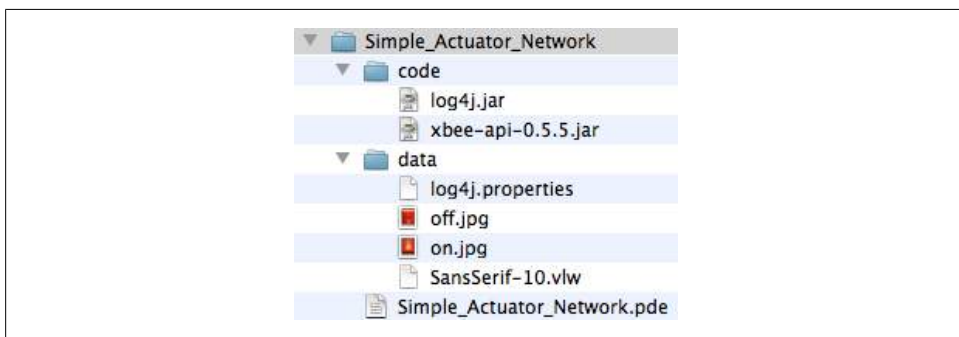 Simple_Actuator_Network
code
log4j.jar
xbee-api-0.5.5.jar
data
log4j.properties
off.jpg
on.jpg
SansSerif-10.vlw
Simple_Actuator_Network.pde